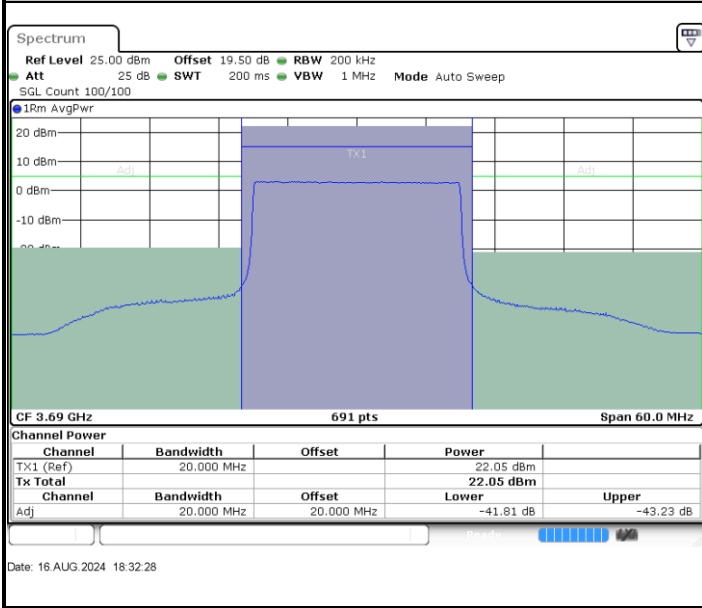 Spectrum
Ref Level 25.00 dBm Offset 19.50 dB RBW 200 kHz
Att 25 dB SWT 200 ms VBW 1 MHz Mode Auto Sweep
SGL Count 100/100
1Rm AvgPwr
20 dBm
TX1
10 dBm
Adj Adj
0 dBm
-10 dBm
CF 3.69 GHz 691 pts Span 60.0 MHz
Channel Power
Channel Bandwidth Offset Power
TX1 (Ref) 20.000 MHz 22.05 dBm
Tx Total 22.05 dBm
Channel Bandwidth Offset Lower Upper
Adj 20.000 MHz 20.000 MHz -41.81 dB -43.23 dB
Ready
Date: 16.AUG.2024 18:32:28